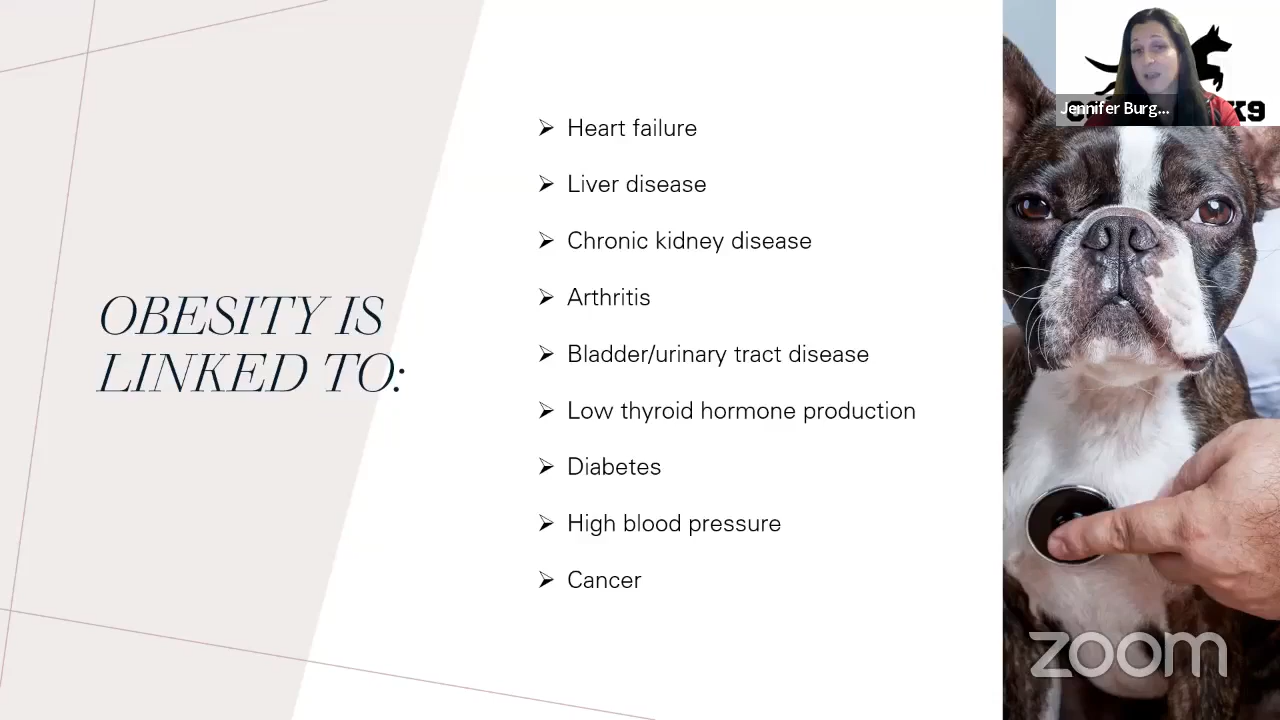 OBESITY IS
LINKED TO:
➢ Heart failure
➢ Liver disease
➢ Chronic kidney disease
➢ Arthritis
➢ Bladder/urinary tract disease
➢ Low thyroid hormone production
➢ Diabetes
➢ High blood pressure
➢ Cancer
Jennifer Burg...
K9
zoom